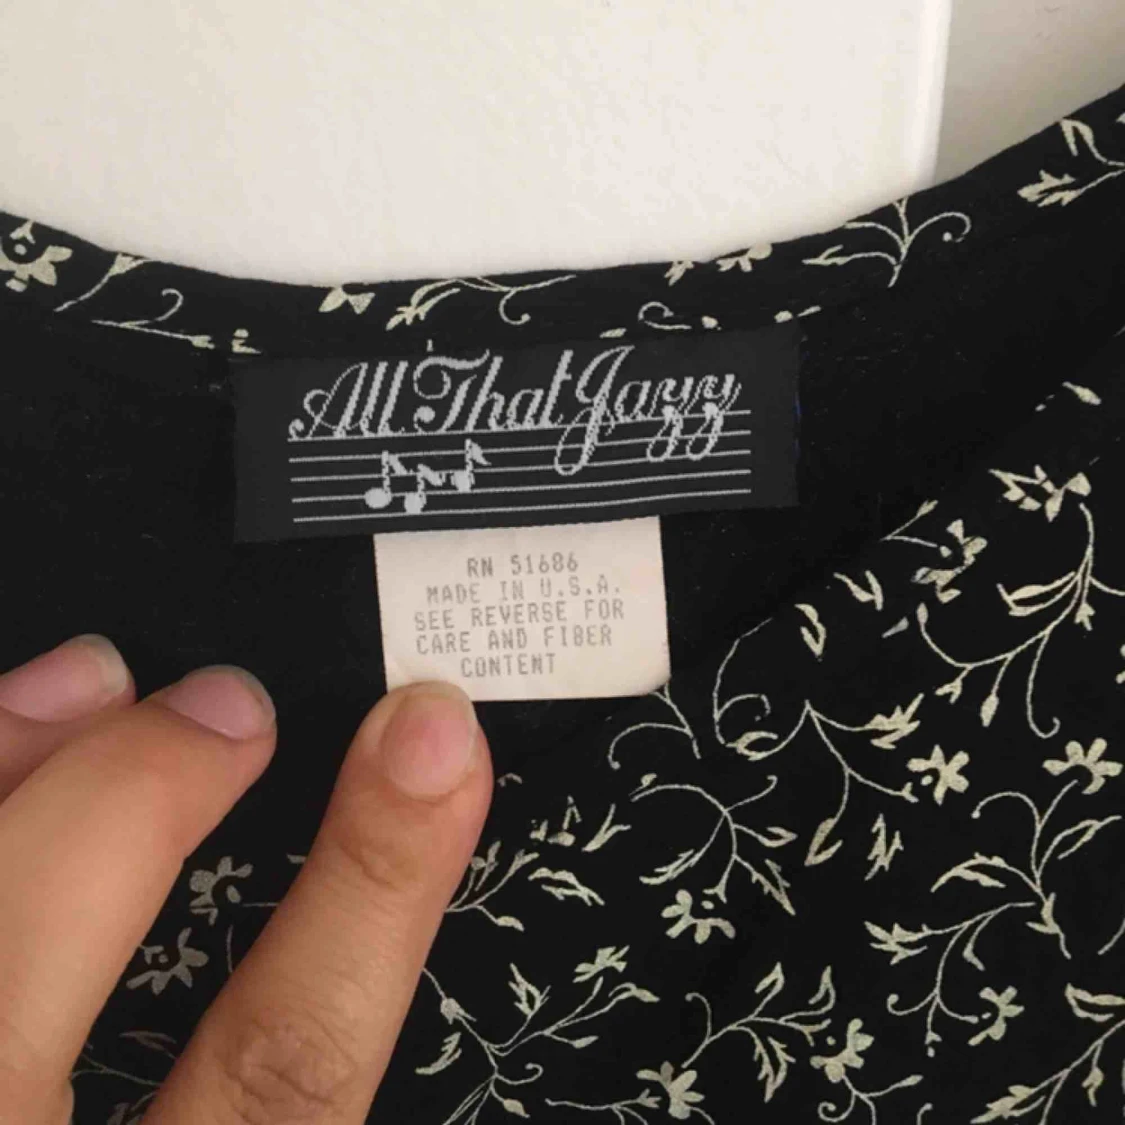 All That Jazz
RN 51686
MADE IN U.S.A.
SEE REVERSE FOR
CARE AND FIBER
CONTENT